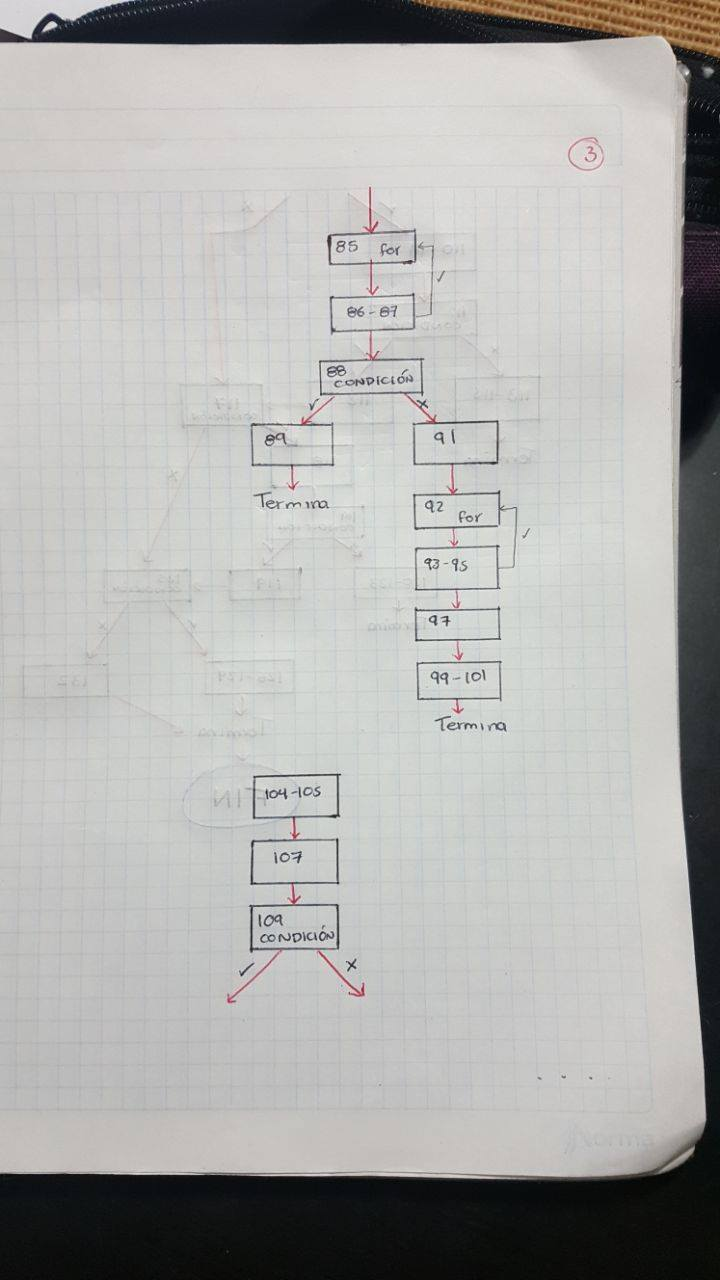 3
85 for
86-87
✓
88
CONDICIÓN
✓ x
89 91
Termina
92
for
✓
93-95
97
99-101
Termina
104-105
107
109
CONDICIÓN
✓ x
. . . .
Norma